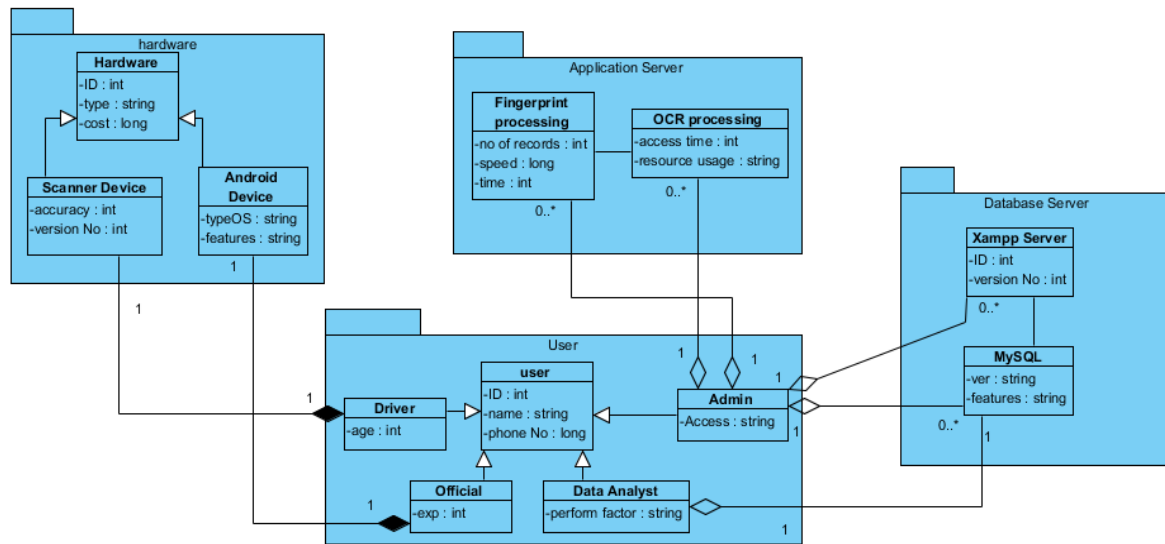 hardware
Hardware
-ID : int
-type : string
-cost : long
Scanner Device
-accuracy : int
-version No : int
Android
Device
-typeOS : string
-features : string
1
1
Application Server
Fingerprint
processing
-no of records : int
-speed : long
-time : int
0..*
OCR processing
-access time : int
-resource usage : string
0..*
Database Server
Xampp Server
-ID : int
-version No : int
0..*
MySQL
-ver : string
-features : string
0..*
1
User
user
-ID : int
-name : string
-phone No : long
1
Driver
-age : int
1
1
1
Admin
-Access : string
1
1
Official
-exp : int
Data Analyst
-perform factor : string
1